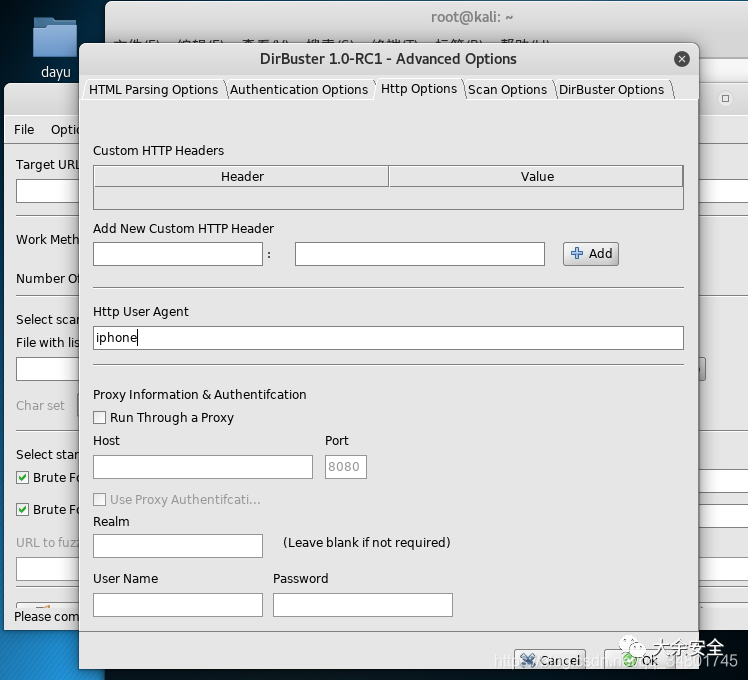 root@kali: ~
dayu
DirBuster 1.0-RC1 - Advanced Options
HTML Parsing Options
Authentication Options
Http Options
Scan Options
DirBuster Options
File
Optio
Target URL
Work Meth
Number Of
Select scan
File with lis
Char set
Select star
Brute Fo
Brute Fo
URL to fuzz
Please com
Custom HTTP Headers
Header Value
Add New Custom HTTP Header
:
Add
Http User Agent
iphone
Proxy Information & Authentifcation
Run Through a Proxy
Host Port
8080
Use Proxy Authentifcati...
Realm
(Leave blank if not required)
User Name Password
Cancel
Ok
大余安全